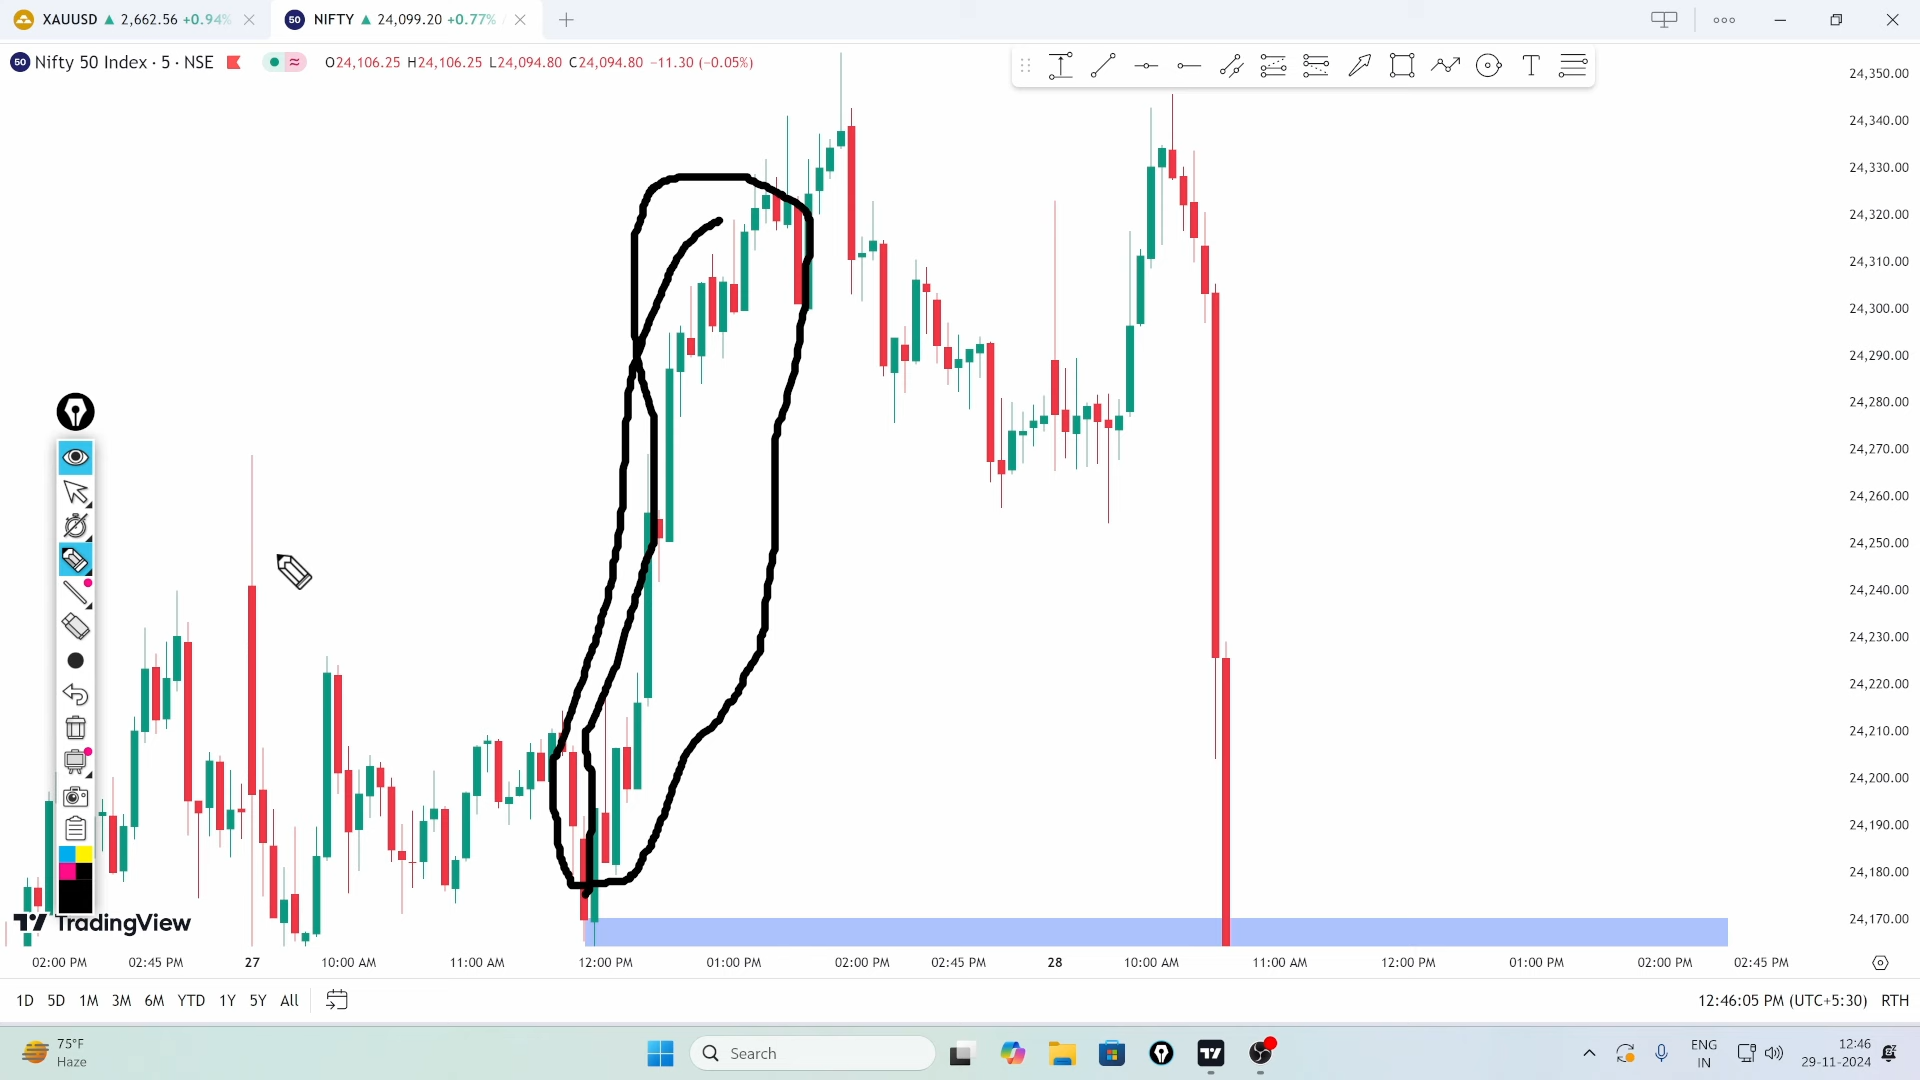 XAUUSD ▲ 2,662.56 +0.94%
50 NIFTY ▲ 24,099.20 +0.77% /
50 Nifty 50 Index · 5 · NSE
O24,106.25 H24,106.25 L24,094.80 C24,094.80 −11.30 (−0.05%)
T
24,350.00
24,340.00
24,330.00
24,320.00
24,310.00
24,300.00
24,290.00
24,280.00
24,270.00
24,260.00
24,250.00
24,240.00
24,230.00
24,220.00
24,210.00
24,200.00
24,190.00
24,180.00
24,170.00
TradingView
02:00 PM 02:45 PM 27 10:00 AM 11:00 AM 12:00 PM 01:00 PM 02:00 PM 02:45 PM 28 10:00 AM 11:00 AM 12:00 PM 01:00 PM 02:00 PM 02:45 PM
1D 5D 1M 3M 6M YTD 1Y 5Y All
12:46:05 PM (UTC+5:30) RTH
75°F
Haze
Search
ENG
IN
12:46
29-11-2024